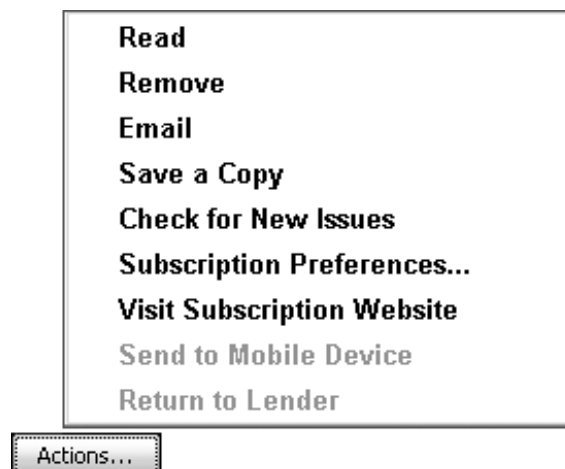 Read
Remove
Email
Save a Copy
Check for New Issues
Subscription Preferences...
Visit Subscription Website
Send to Mobile Device
Return to Lender
Actions...